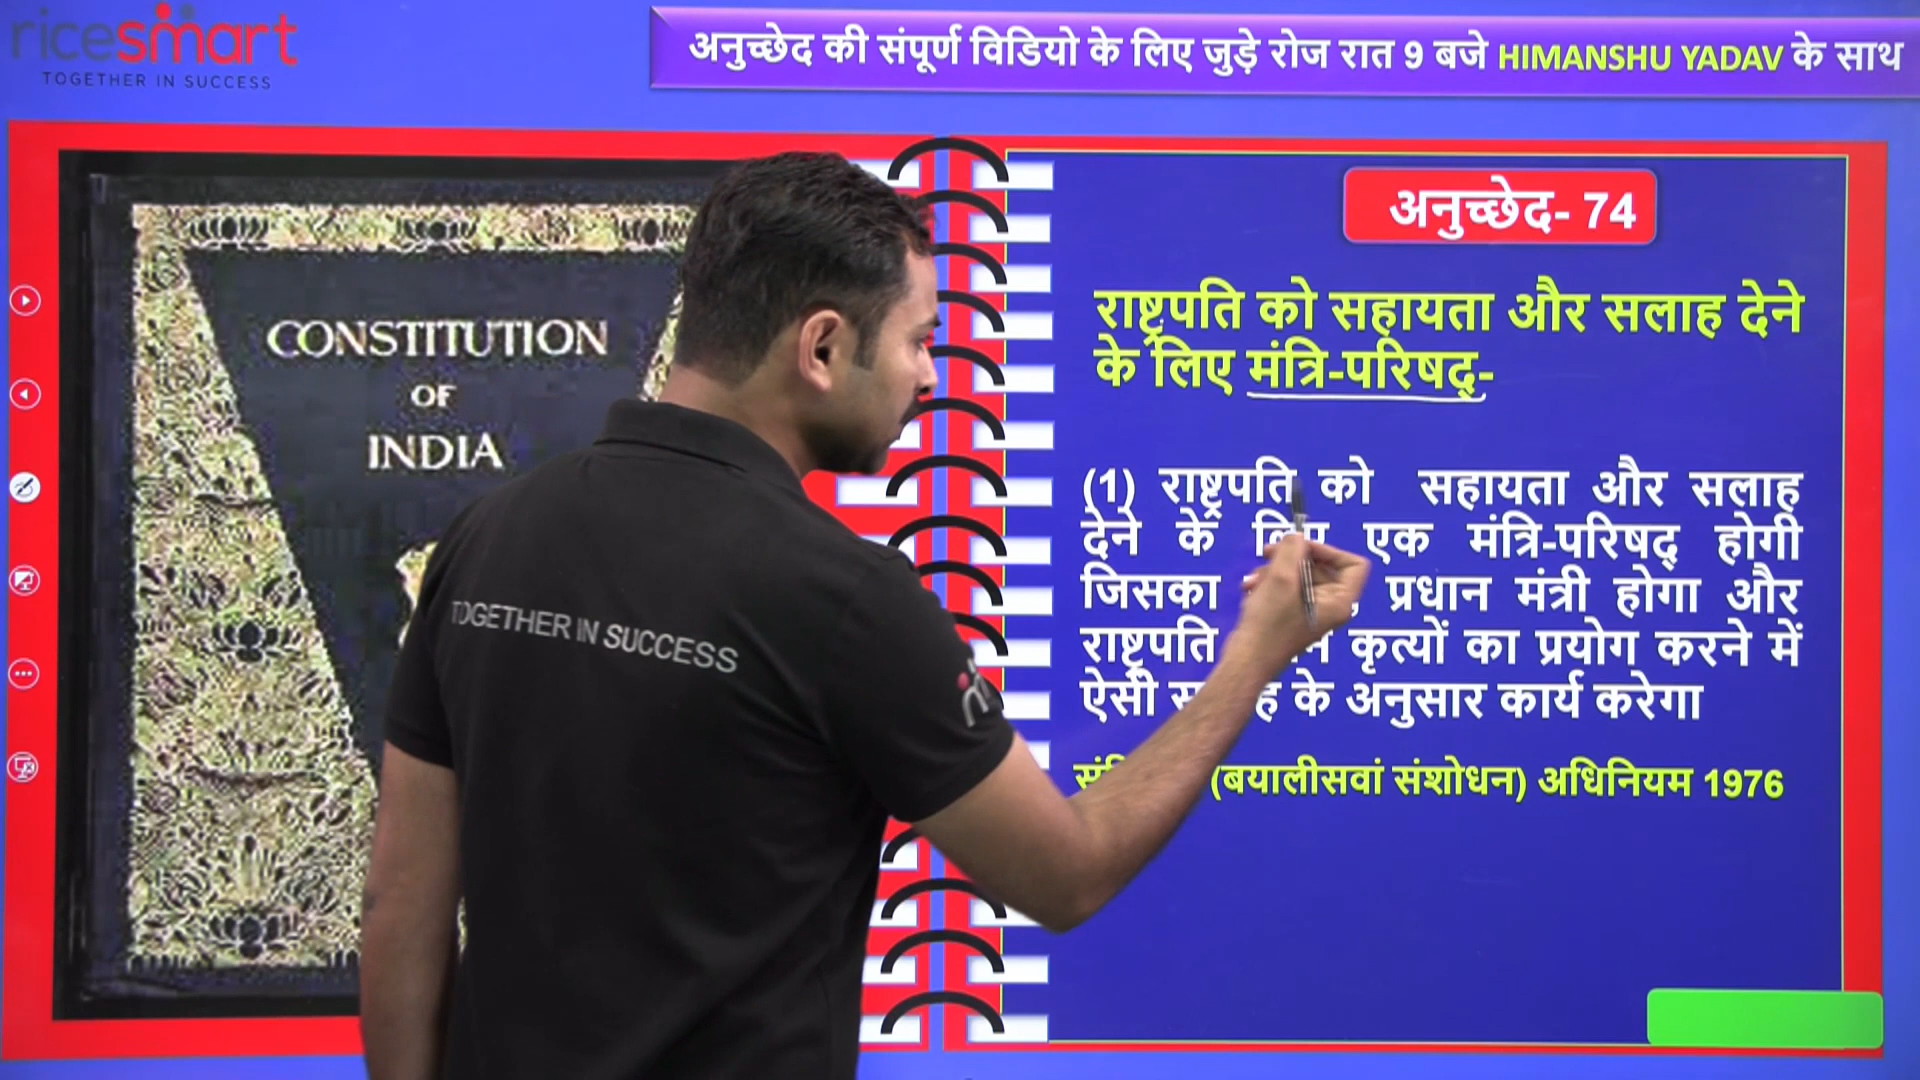 ricesmart
TOGETHER IN SUCCESS
अनुच्छेद की संपूर्ण विडियो के लिए जुड़े रोज रात 9 बजे HIMANSHU YADAV के साथ
CONSTITUTION
OF
INDIA
TOGETHER IN SUCCESS
अनुच्छेद- 74
राष्ट्रपति को सहायता और सलाह देने
के लिए मंत्रि-परिषद्-
(1) राष्ट्रपति को सहायता और सलाह
देने के लिए एक मंत्रि-परिषद् होगी
जिसका प्रधान मंत्री होगा और
राष्ट्रपति कृत्यों का प्रयोग करने में
ऐसी के अनुसार कार्य करेगा
(बयालीसवां संशोधन) अधिनियम 1976